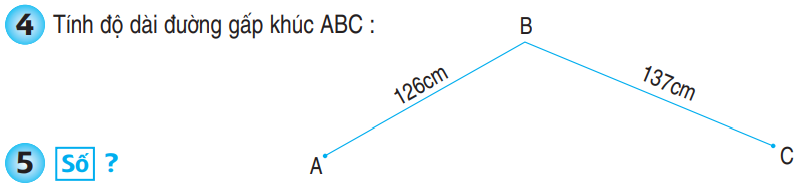 4 Tính độ dài đường gấp khúc ABC :
B
126cm
137cm
A
C
5 Số ?